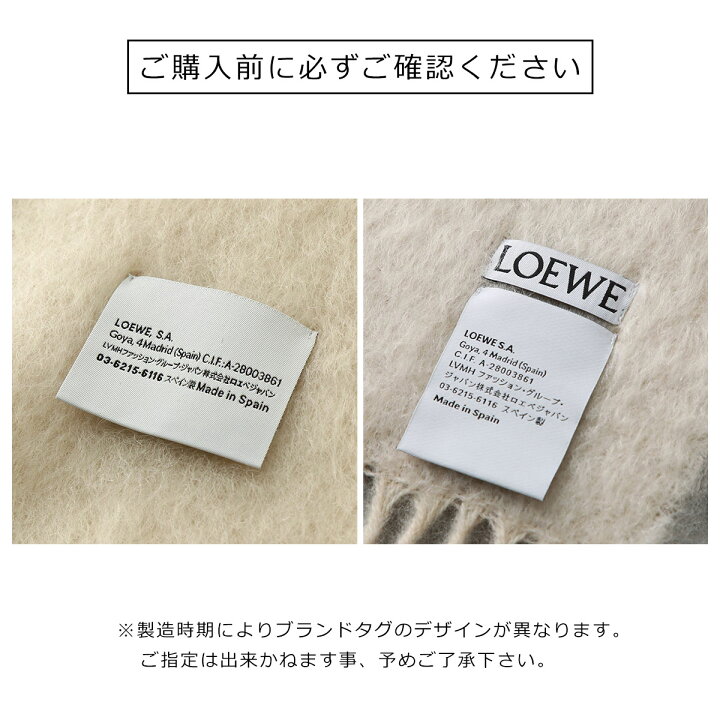 ご購入前に必ずご確認ください
LOEWE, S.A.
Goya, 4 Madrid (Spain) C.I.F.:A-28003861
LVMHファッション・グループ・ジャパン株式会社ロエベジャパン
03-6215-6116 スペイン製 Made in Spain
LOEWE
LOEWE S.A.
Goya, 4 Madrid (Spain)
C.I.F. A-28003861
LVMH ファッション・グループ・
ジャパン株式会社ロエベジャパン
03-6215-6116 スペイン製
Made in Spain
※製造時期によりブランドタグのデザインが異なります。
ご指定は出来かねます事、予めご了承下さい。